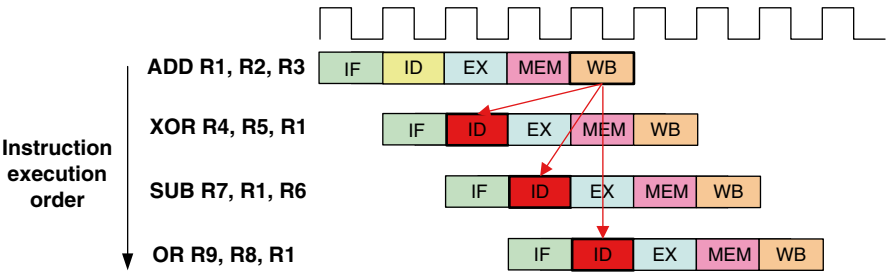 ADD R1, R2, R3 IF ID EX MEM WB
XOR R4, R5, R1 IF ID EX MEM WB
Instruction
execution
order
SUB R7, R1, R6 IF ID EX MEM WB
OR R9, R8, R1 IF ID EX MEM WB